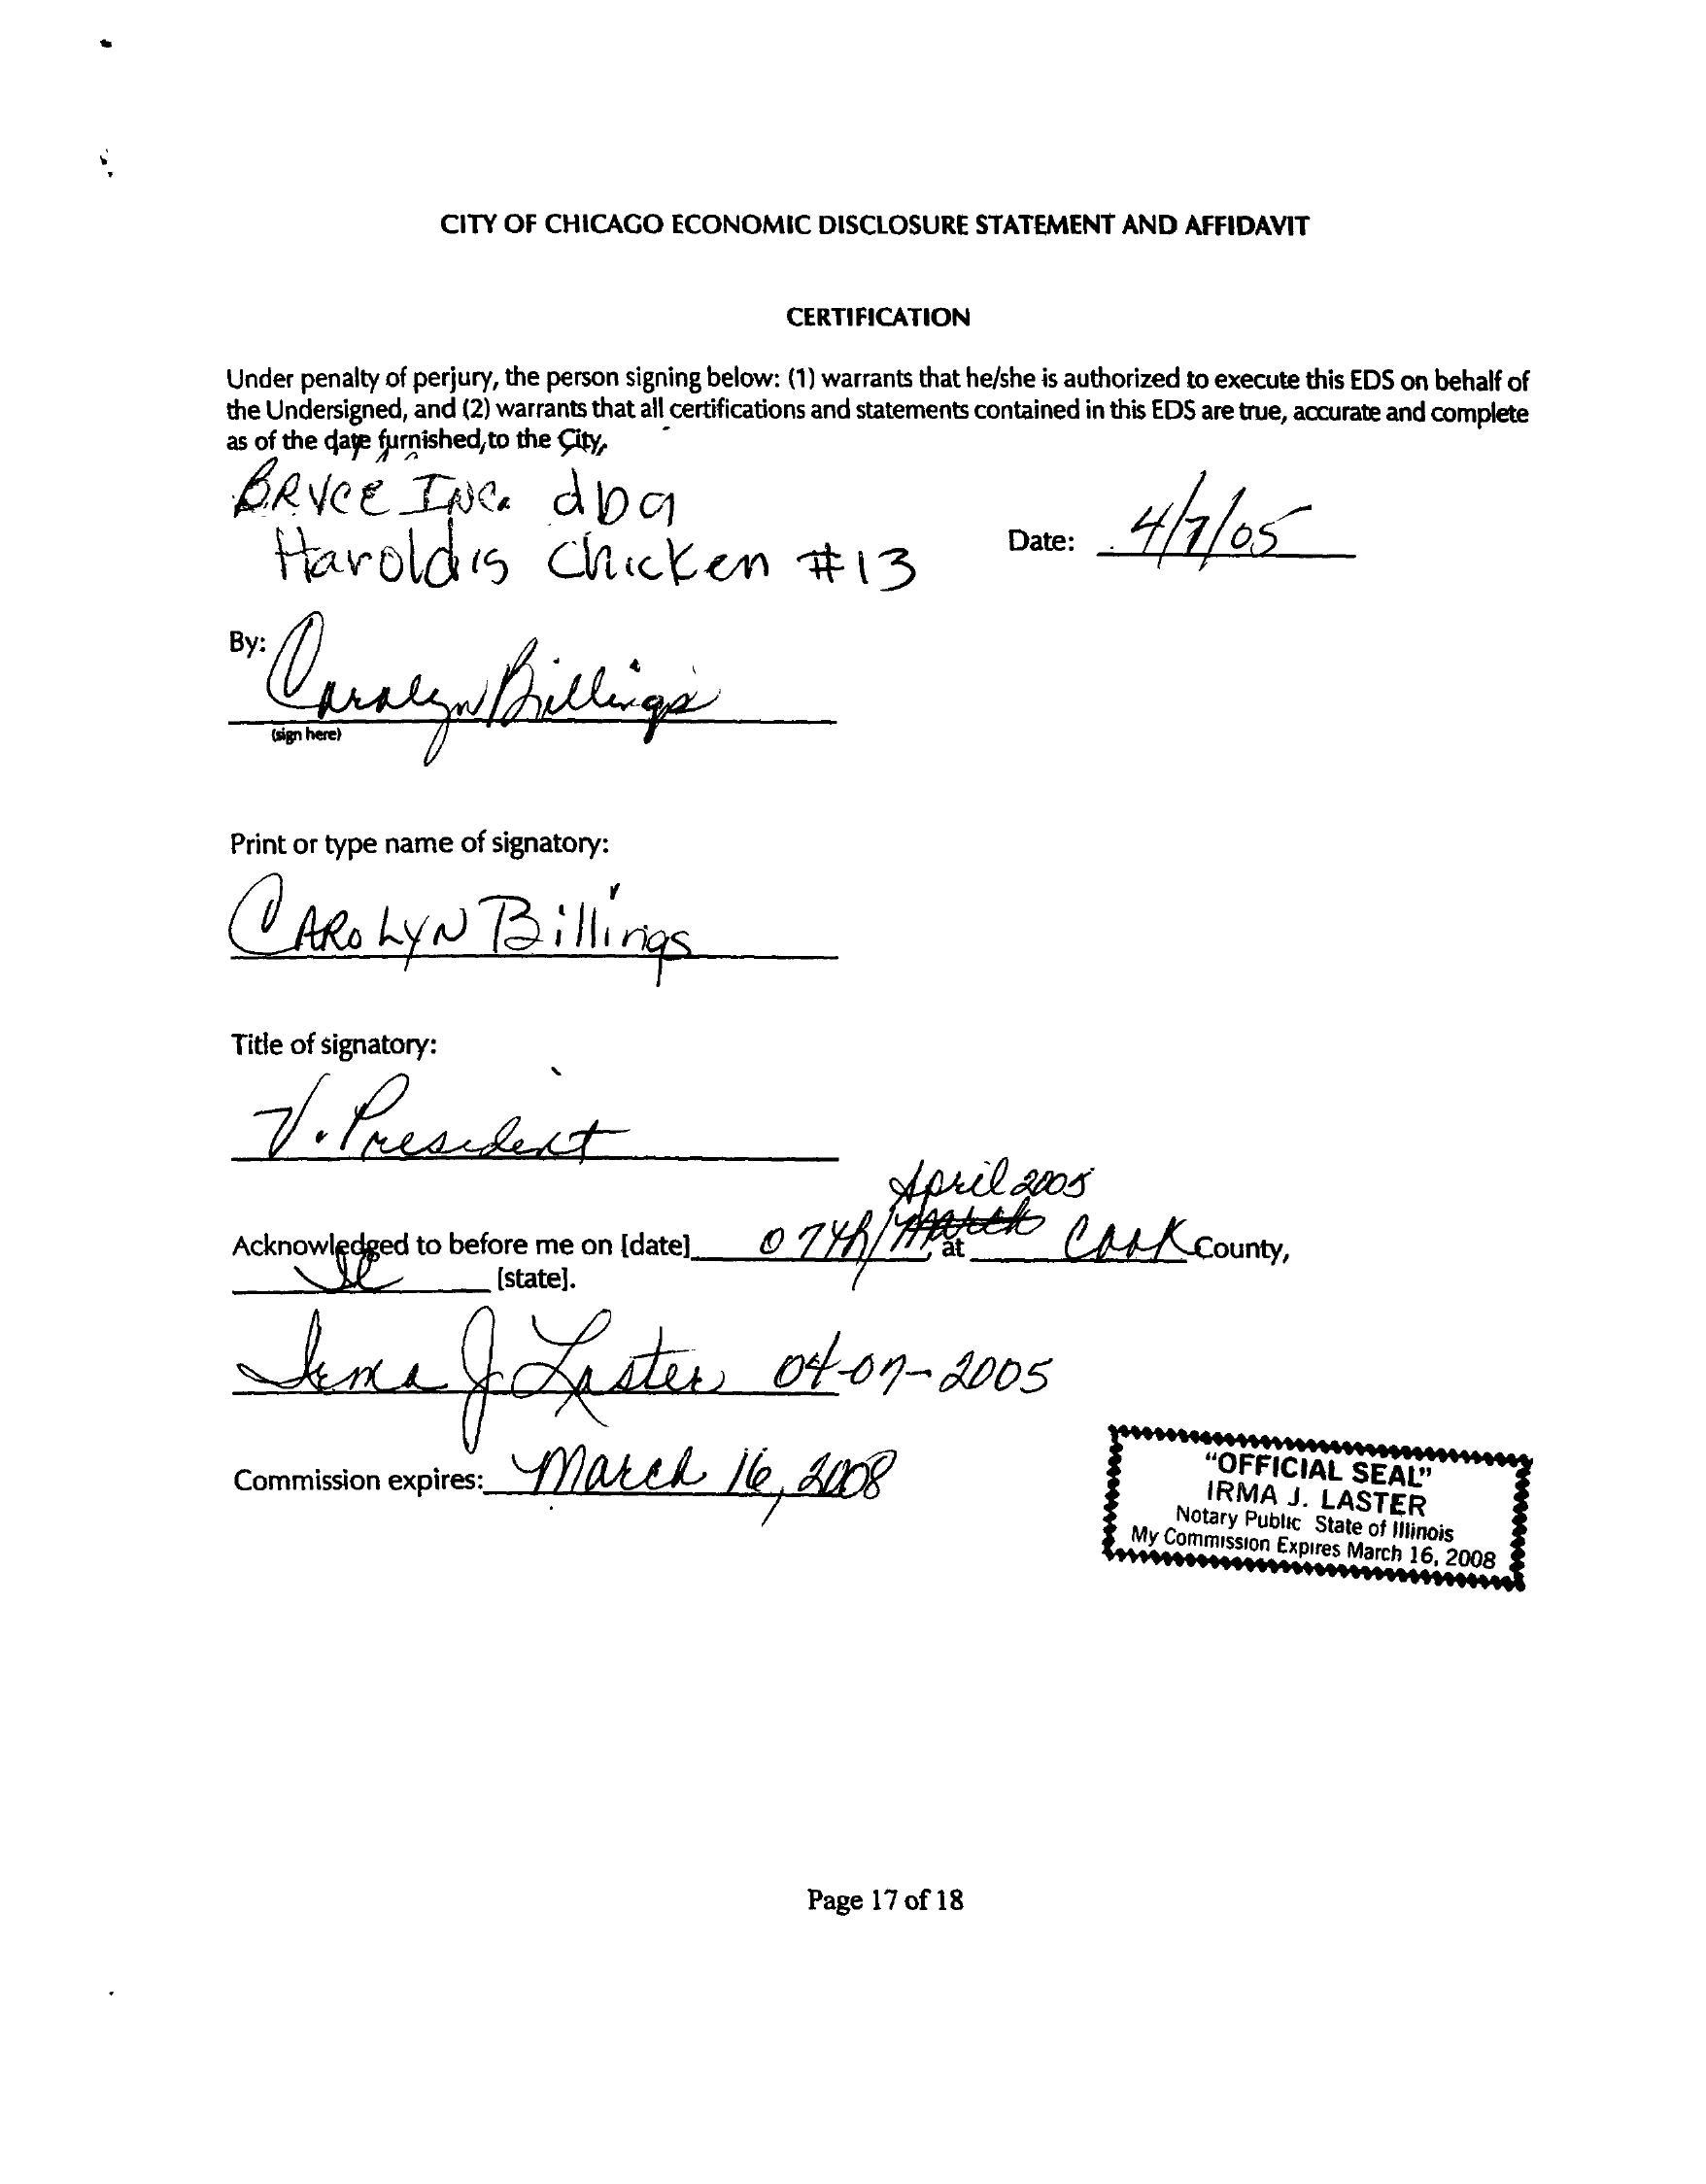 CITY OF CHICAGO ECONOMIC DISCLOSURE STATEMENT AND AFFIDAVIT
CERTIFICATION
Under penalty of perjury, the person signing below: (1) warrants that he/she is authorized to execute this EDS on behalf of
the Undersigned, and (2) warrants that all certifications and statements contained in this EDS are true, accurate and complete
as of the date furnished to the City.
BRYCE INC. dba
Harold's Chicken #13
Date: 4/7/05
By: Carolyn Billings
(sign here)
Print or type name of signatory:
CAROLYN Billings
Title of signatory:
V. President
April 2005
Acknowledged to before me on [date] 07th/March, at Cook County,
Il [state].
Irma J Laster 04-07-2005
Commission expires: March 16, 2008
"OFFICIAL SEAL"
IRMA J. LASTER
Notary Public State of Illinois
My Commission Expires March 16, 2008
Page 17 of 18